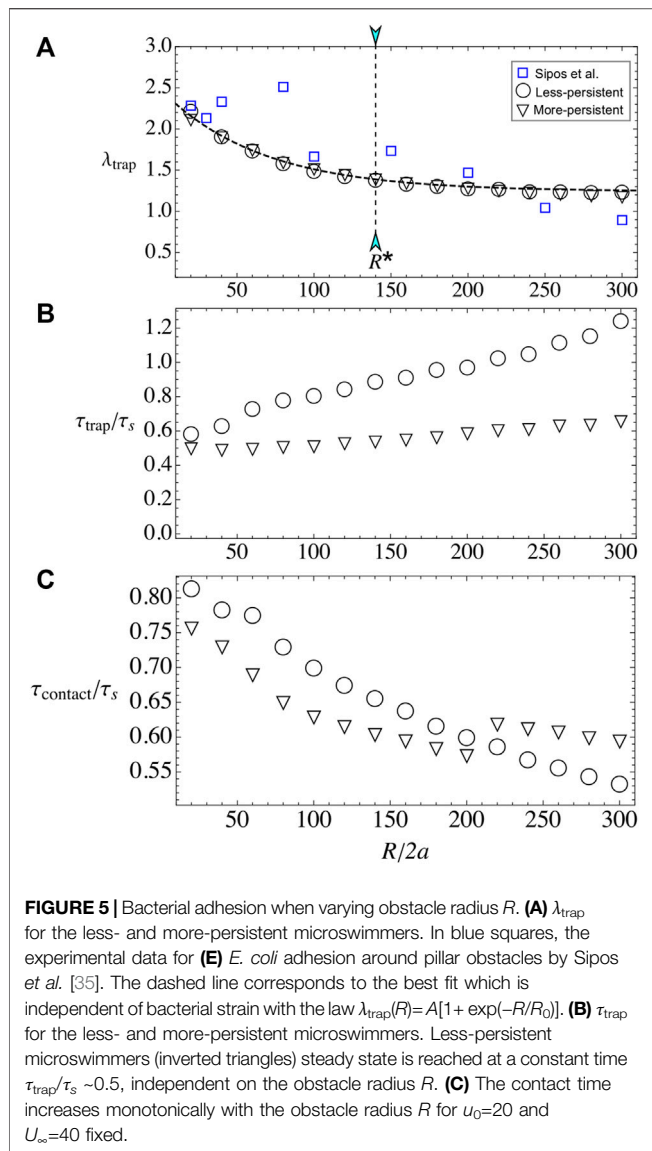 A
3.0
2.5
2.0
1.5
1.0
0.5
λtrap
Sipos et al.
Less-persistent
More-persistent
R*
50 100 150 200 250 300
B
1.2
1.0
0.8
0.6
0.4
0.2
0.0
τtrap/τs
50 100 150 200 250 300
C
0.80
0.75
0.70
0.65
0.60
0.55
τcontact/τs
50 100 150 200 250 300
R/2a
FIGURE 5 | Bacterial adhesion when varying obstacle radius R. (A) λtrap
for the less- and more-persistent microswimmers. In blue squares, the
experimental data for (E) E. coli adhesion around pillar obstacles by Sipos
et al. [35]. The dashed line corresponds to the best fit which is
independent of bacterial strain with the law λtrap(R)= A[1+ exp(−R/R0)]. (B) τtrap
for the less- and more-persistent microswimmers. Less-persistent
microswimmers (inverted triangles) steady state is reached at a constant time
τtrap/τs ~0.5, independent on the obstacle radius R. (C) The contact time
increases monotonically with the obstacle radius R for u0=20 and
U∞=40 fixed.